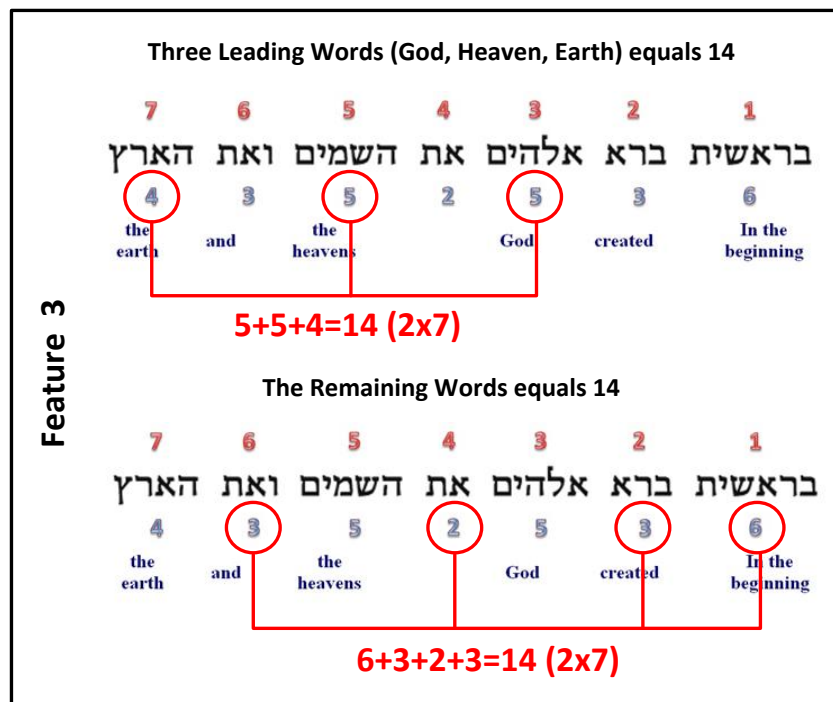 Feature 3
Three Leading Words (God, Heaven, Earth) equals 14
7 6 5 4 3 2 1
בראשית ברא אלהים את השמים ואת הארץ
4 3 5 2 5 3 6
the earth and the heavens God created In the beginning
5+5+4=14 (2x7)
The Remaining Words equals 14
7 6 5 4 3 2 1
בראשית ברא אלהים את השמים ואת הארץ
4 3 5 2 5 3 6
the earth and the heavens God created In the beginning
6+3+2+3=14 (2x7)